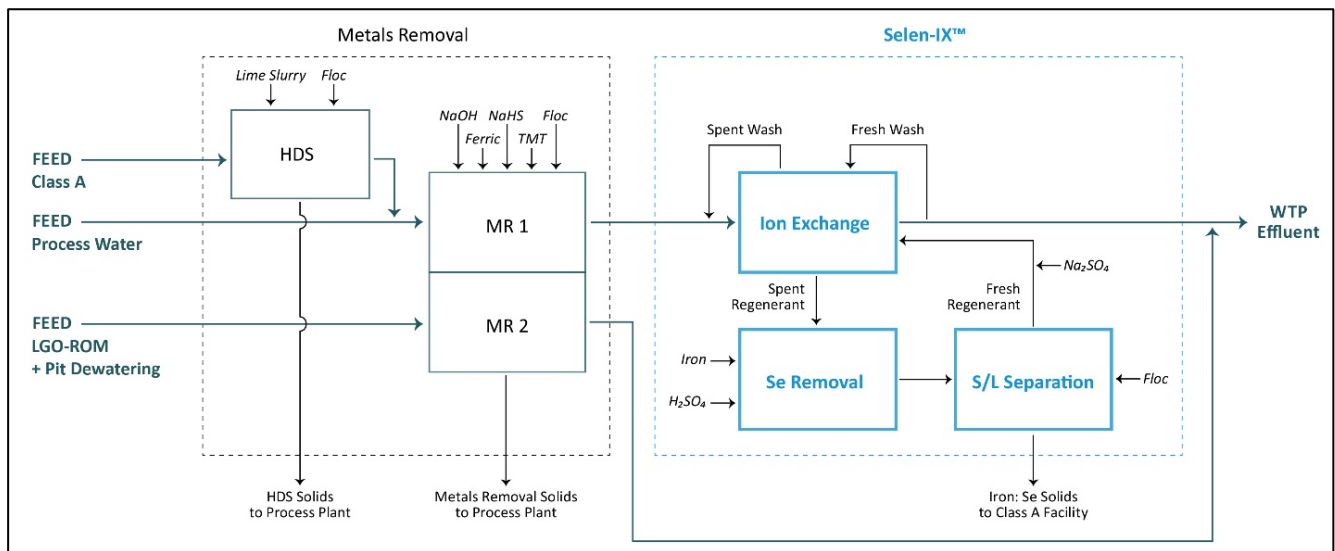 Metals Removal
Selen-IX™
Lime Slurry
Floc
HDS
NaOH
NaHS
Floc
Ferric
TMT
FEED
Class A
FEED
Process Water
MR 1
FEED
LGO-ROM
+ Pit Dewatering
MR 2
Spent Wash
Fresh Wash
Ion Exchange
WTP
Effluent
Na₂SO₄
Spent
Regenerant
Fresh
Regenerant
Iron
H₂SO₄
Se Removal
S/L Separation
Floc
HDS Solids
to Process Plant
Metals Removal Solids
to Process Plant
Iron: Se Solids
to Class A Facility